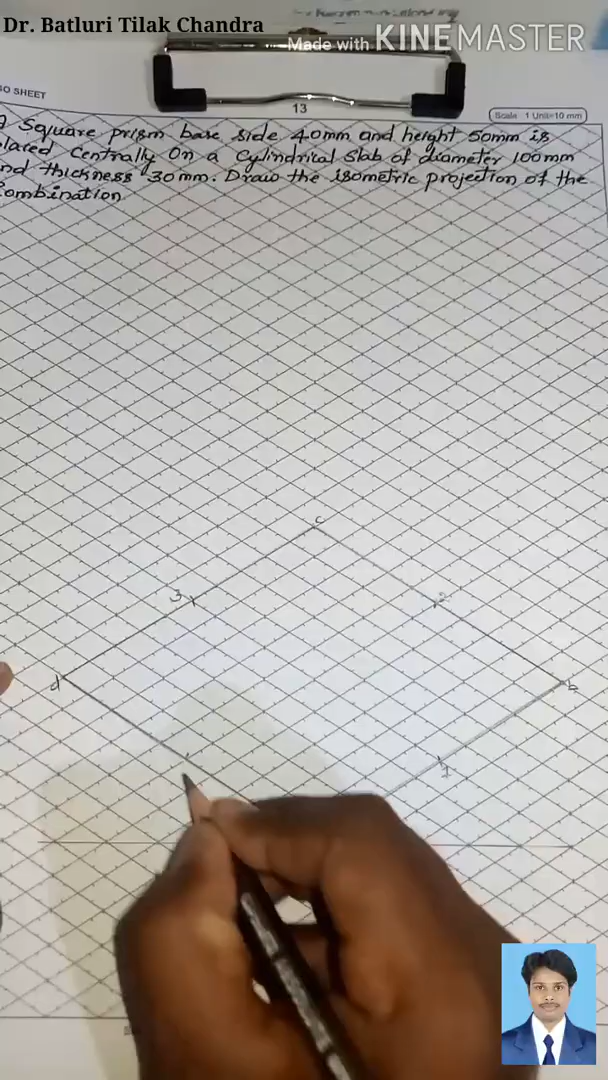 Dr. Batluri Tilak Chandra
Made with KINEMASTER
SO SHEET
13
Scale 1 Unit=10 mm
Square prism base side 40mm and height 50mm is
placed Centrally On a Cylindrical Slab of diameter 100mm
and thickness 30mm. Draw the isometric projection of the
Combination
c
3
2
d
b
1